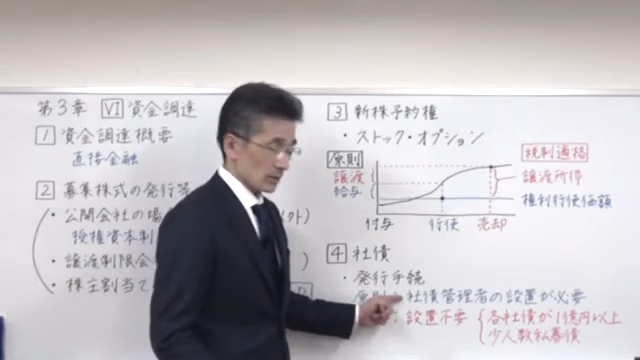 第3章 Ⅵ 資金調達
1 資金調達概要
直接金融
2 募集株式の発行等
・公開会社の場
授権資本制
・譲渡制限会
・株主割当て
3 新株予約権
・ストック・オプション
原則
税制適格
譲渡
給与
譲渡所得
権利行使価額
付与 行使 売却
4 社債
・発行手続
原則 社債管理者の設置が必要
設置不要 各社債が1億円以上
少人数私募債